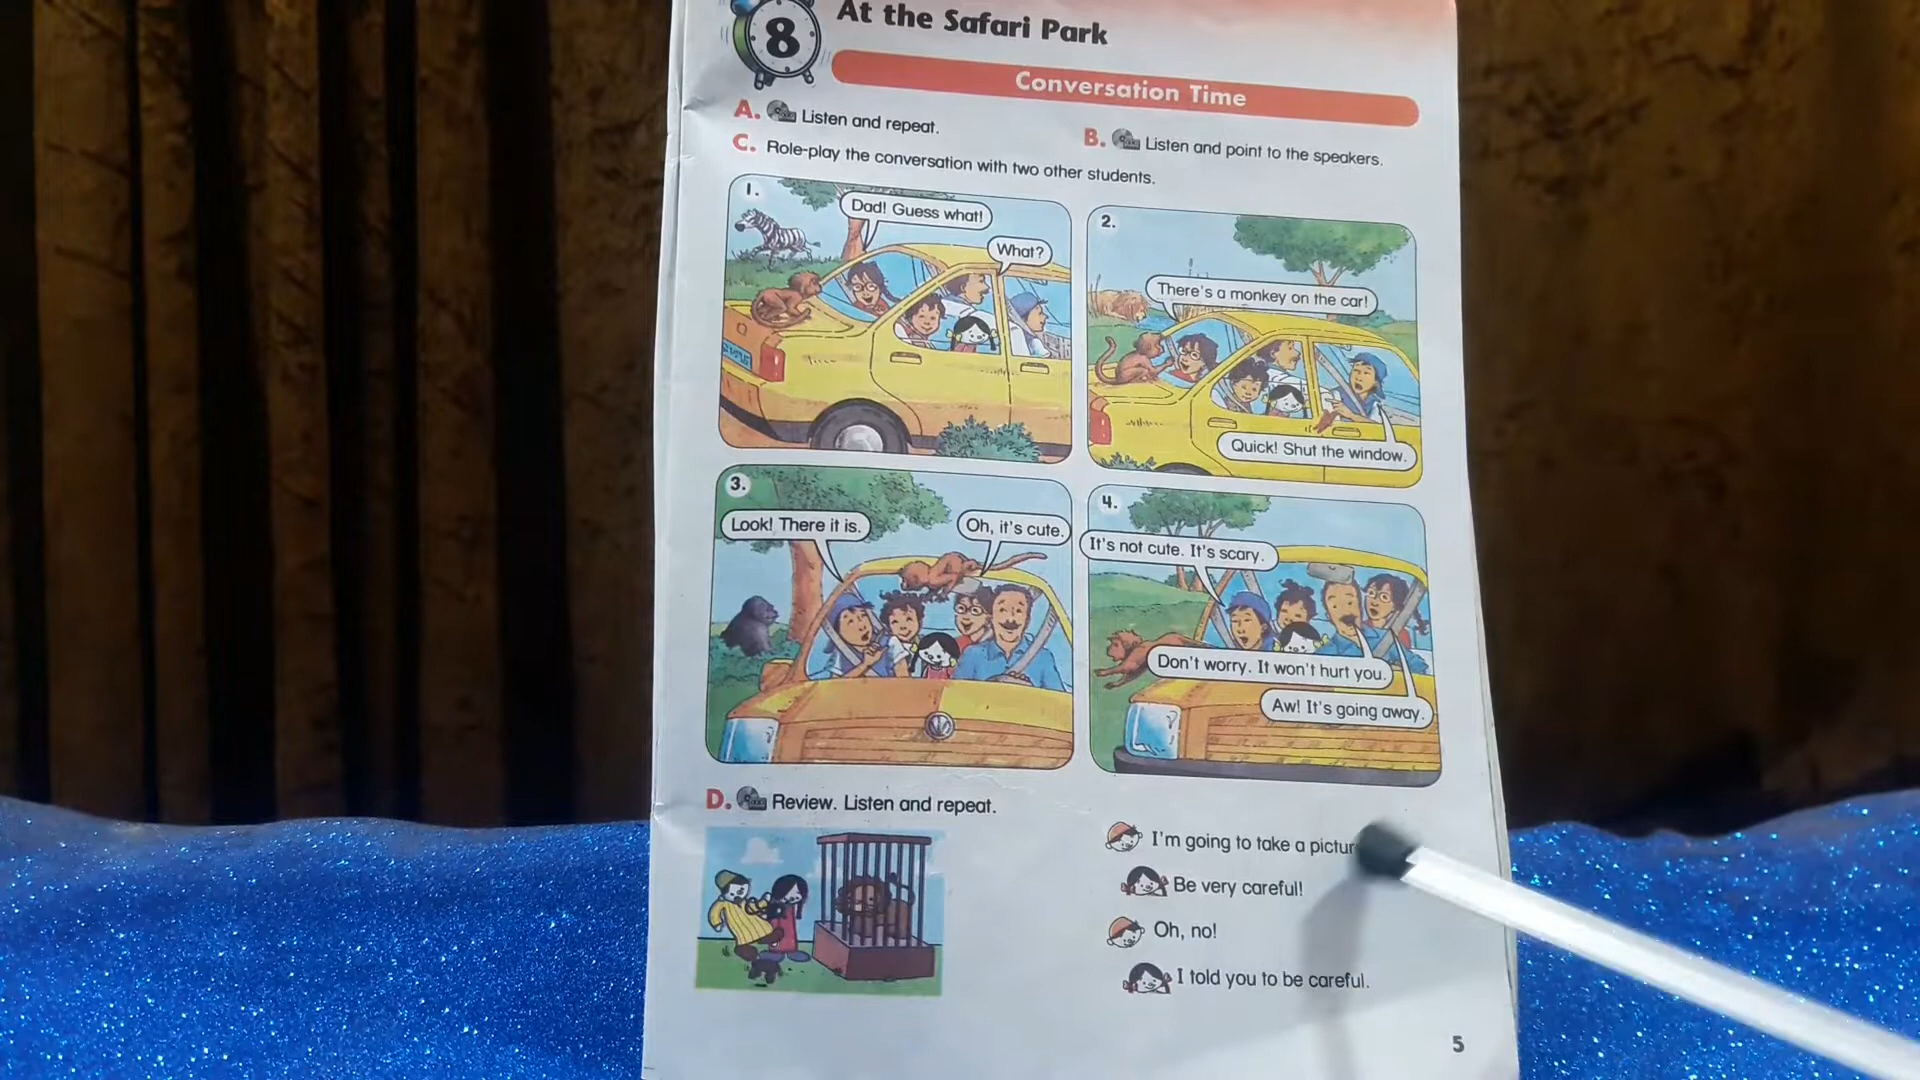 8
At the Safari Park
Conversation Time
A. Listen and repeat.
B. Listen and point to the speakers.
C. Role-play the conversation with two other students.
1.
Dad! Guess what!
What?
2.
There's a monkey on the car!
Quick! Shut the window.
3.
Look! There it is.
Oh, it's cute.
4.
It's not cute. It's scary.
Don't worry. It won't hurt you.
Aw! It's going away.
D. Review. Listen and repeat.
I'm going to take a pictur
Be very careful!
Oh, no!
I told you to be careful.
5